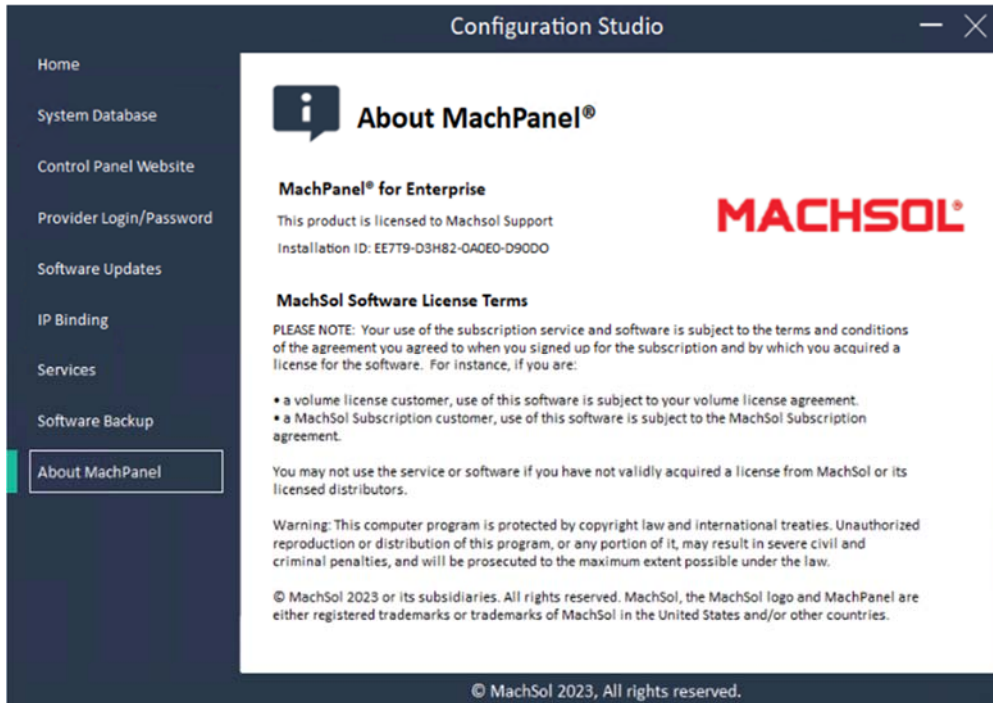 Configuration Studio
Home
System Database
Control Panel Website
Provider Login/Password
Software Updates
IP Binding
Services
Software Backup
About MachPanel
i
About MachPanel®
MachPanel® for Enterprise
This product is licensed to Machsol Support
Installation ID: EE7T9-D3H82-0A0E0-D90DO
MACHSOL®
MachSol Software License Terms
PLEASE NOTE: Your use of the subscription service and software is subject to the terms and conditions
of the agreement you agreed to when you signed up for the subscription and by which you acquired a
license for the software. For instance, if you are:
• a volume license customer, use of this software is subject to your volume license agreement.
• a MachSol Subscription customer, use of this software is subject to the MachSol Subscription
agreement.
You may not use the service or software if you have not validly acquired a license from MachSol or its
licensed distributors.
Warning: This computer program is protected by copyright law and international treaties. Unauthorized
reproduction or distribution of this program, or any portion of it, may result in severe civil and
criminal penalties, and will be prosecuted to the maximum extent possible under the law.
© MachSol 2023 or its subsidiaries. All rights reserved. MachSol, the MachSol logo and MachPanel are
either registered trademarks or trademarks of MachSol in the United States and/or other countries.
© MachSol 2023, All rights reserved.